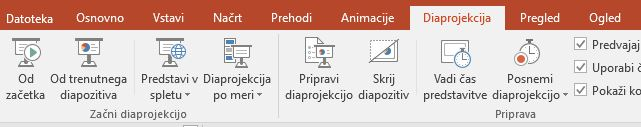 Datoteka Osnovno Vstavi Načrt Prehodi Animacije Diaprojekcija Pregled Ogled
Od začetka
Od trenutnega diapozitiva
Predstavi v spletu
Diaprojekcija po meri
Pripravi diaprojekcijo
Skrij diapozitiv
Vadi čas predstavitve
Posnemi diaprojekcijo
Predvajaj
Uporabi
Pokaži
Začni diaprojekcijo
Priprava